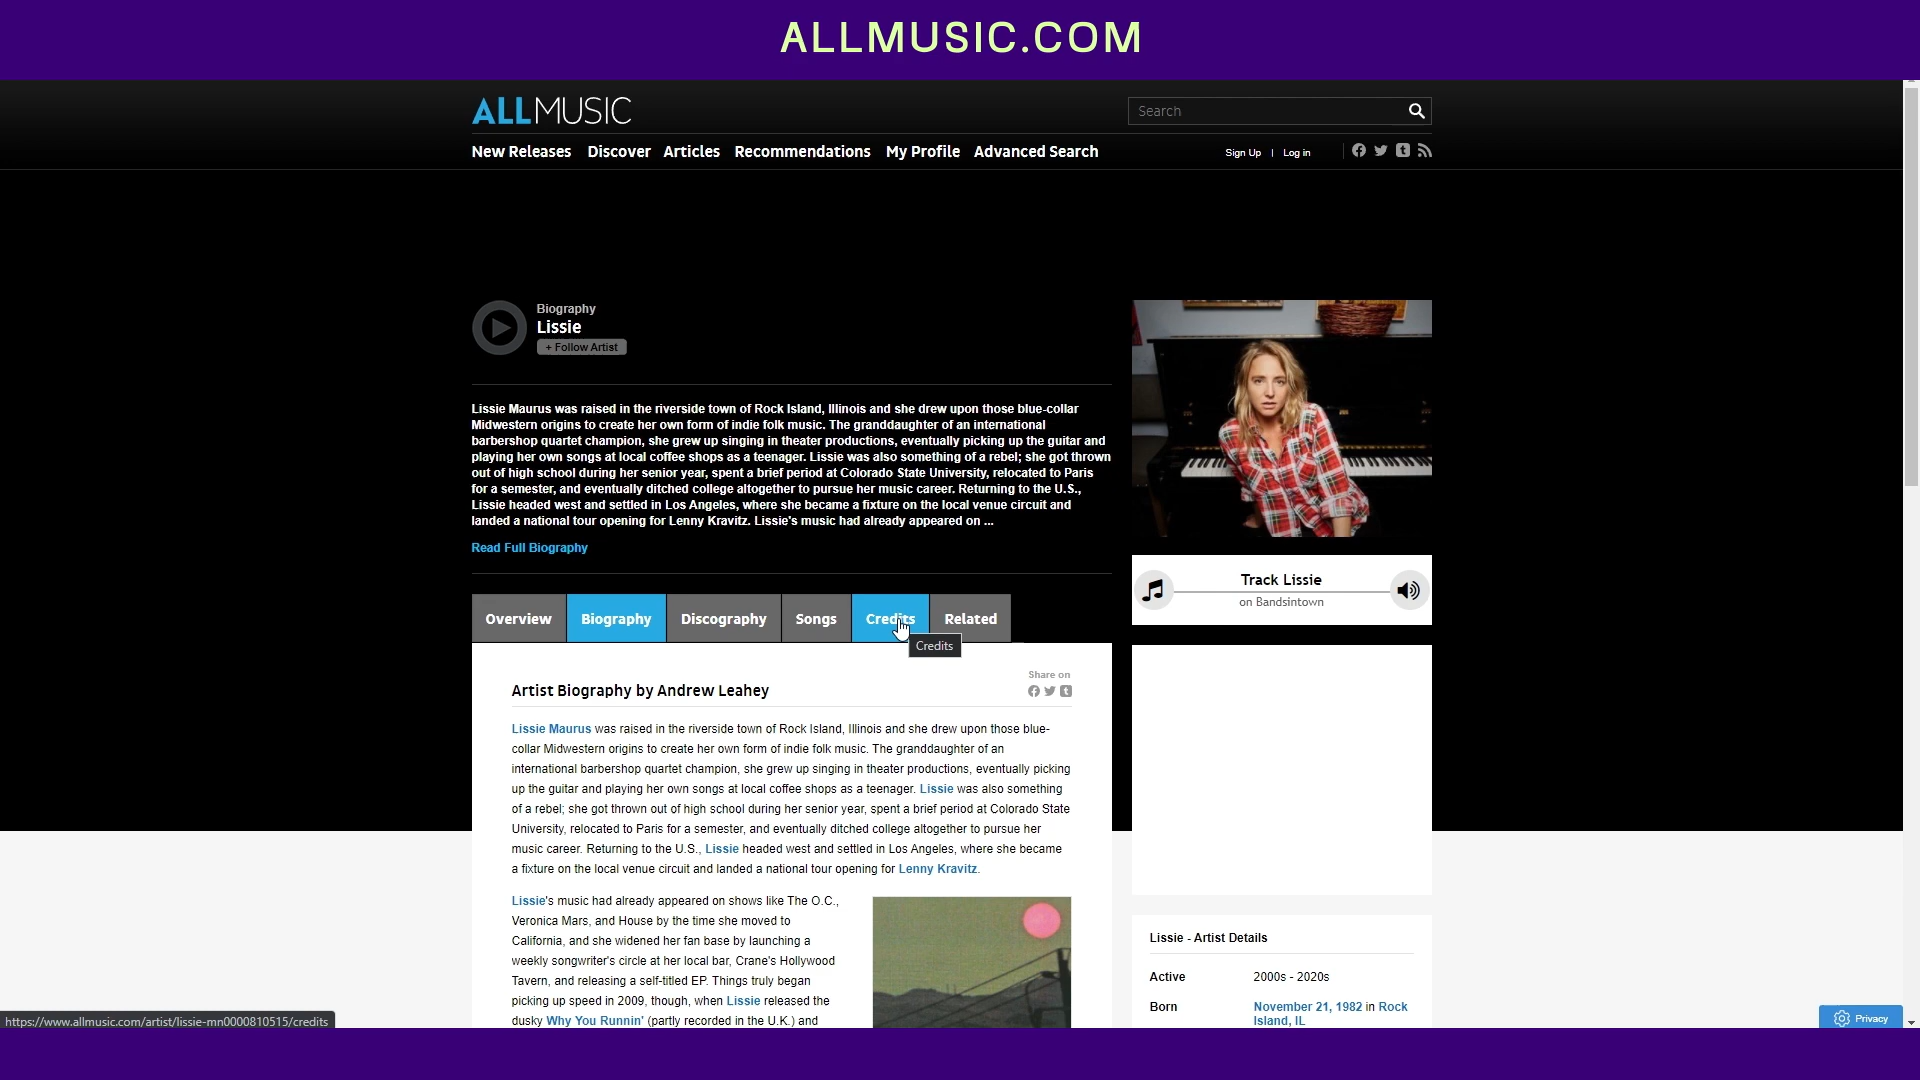 ALLMUSIC.COM
ALLMUSIC
Search
New Releases Discover Articles Recommendations My Profile Advanced Search
Sign Up | Log in
Biography
Lissie
+ Follow Artist
Lissie Maurus was raised in the riverside town of Rock Island, Illinois and she drew upon those blue-collar
Midwestern origins to create her own form of indie folk music. The granddaughter of an international
barbershop quartet champion, she grew up singing in theater productions, eventually picking up the guitar and
playing her own songs at local coffee shops as a teenager. Lissie was also something of a rebel; she got thrown
out of high school during her senior year, spent a brief period at Colorado State University, relocated to Paris
for a semester, and eventually ditched college altogether to pursue her music career. Returning to the U.S.,
Lissie headed west and settled in Los Angeles, where she became a fixture on the local venue circuit and
landed a national tour opening for Lenny Kravitz. Lissie's music had already appeared on ...
Read Full Biography
Track Lissie
on Bandsintown
Overview Biography Discography Songs Credits Related
Credits
Share on
Artist Biography by Andrew Leahey
Lissie Maurus was raised in the riverside town of Rock Island, Illinois and she drew upon those blue-
collar Midwestern origins to create her own form of indie folk music. The granddaughter of an
international barbershop quartet champion, she grew up singing in theater productions, eventually picking
up the guitar and playing her own songs at local coffee shops as a teenager. Lissie was also something
of a rebel; she got thrown out of high school during her senior year, spent a brief period at Colorado State
University, relocated to Paris for a semester, and eventually ditched college altogether to pursue her
music career. Returning to the U.S., Lissie headed west and settled in Los Angeles, where she became
a fixture on the local venue circuit and landed a national tour opening for Lenny Kravitz.
Lissie's music had already appeared on shows like The O.C.,
Veronica Mars, and House by the time she moved to
California, and she widened her fan base by launching a
weekly songwriter's circle at her local bar, Crane's Hollywood
Tavern, and releasing a self-titled EP. Things truly began
picking up speed in 2009, though, when Lissie released the
dusky Why You Runnin' (partly recorded in the U.K.) and
Lissie - Artist Details
Active 2000s - 2020s
Born November 21, 1982 in Rock
Island, IL
Privacy
https://www.allmusic.com/artist/lissie-mn0000810515/credits